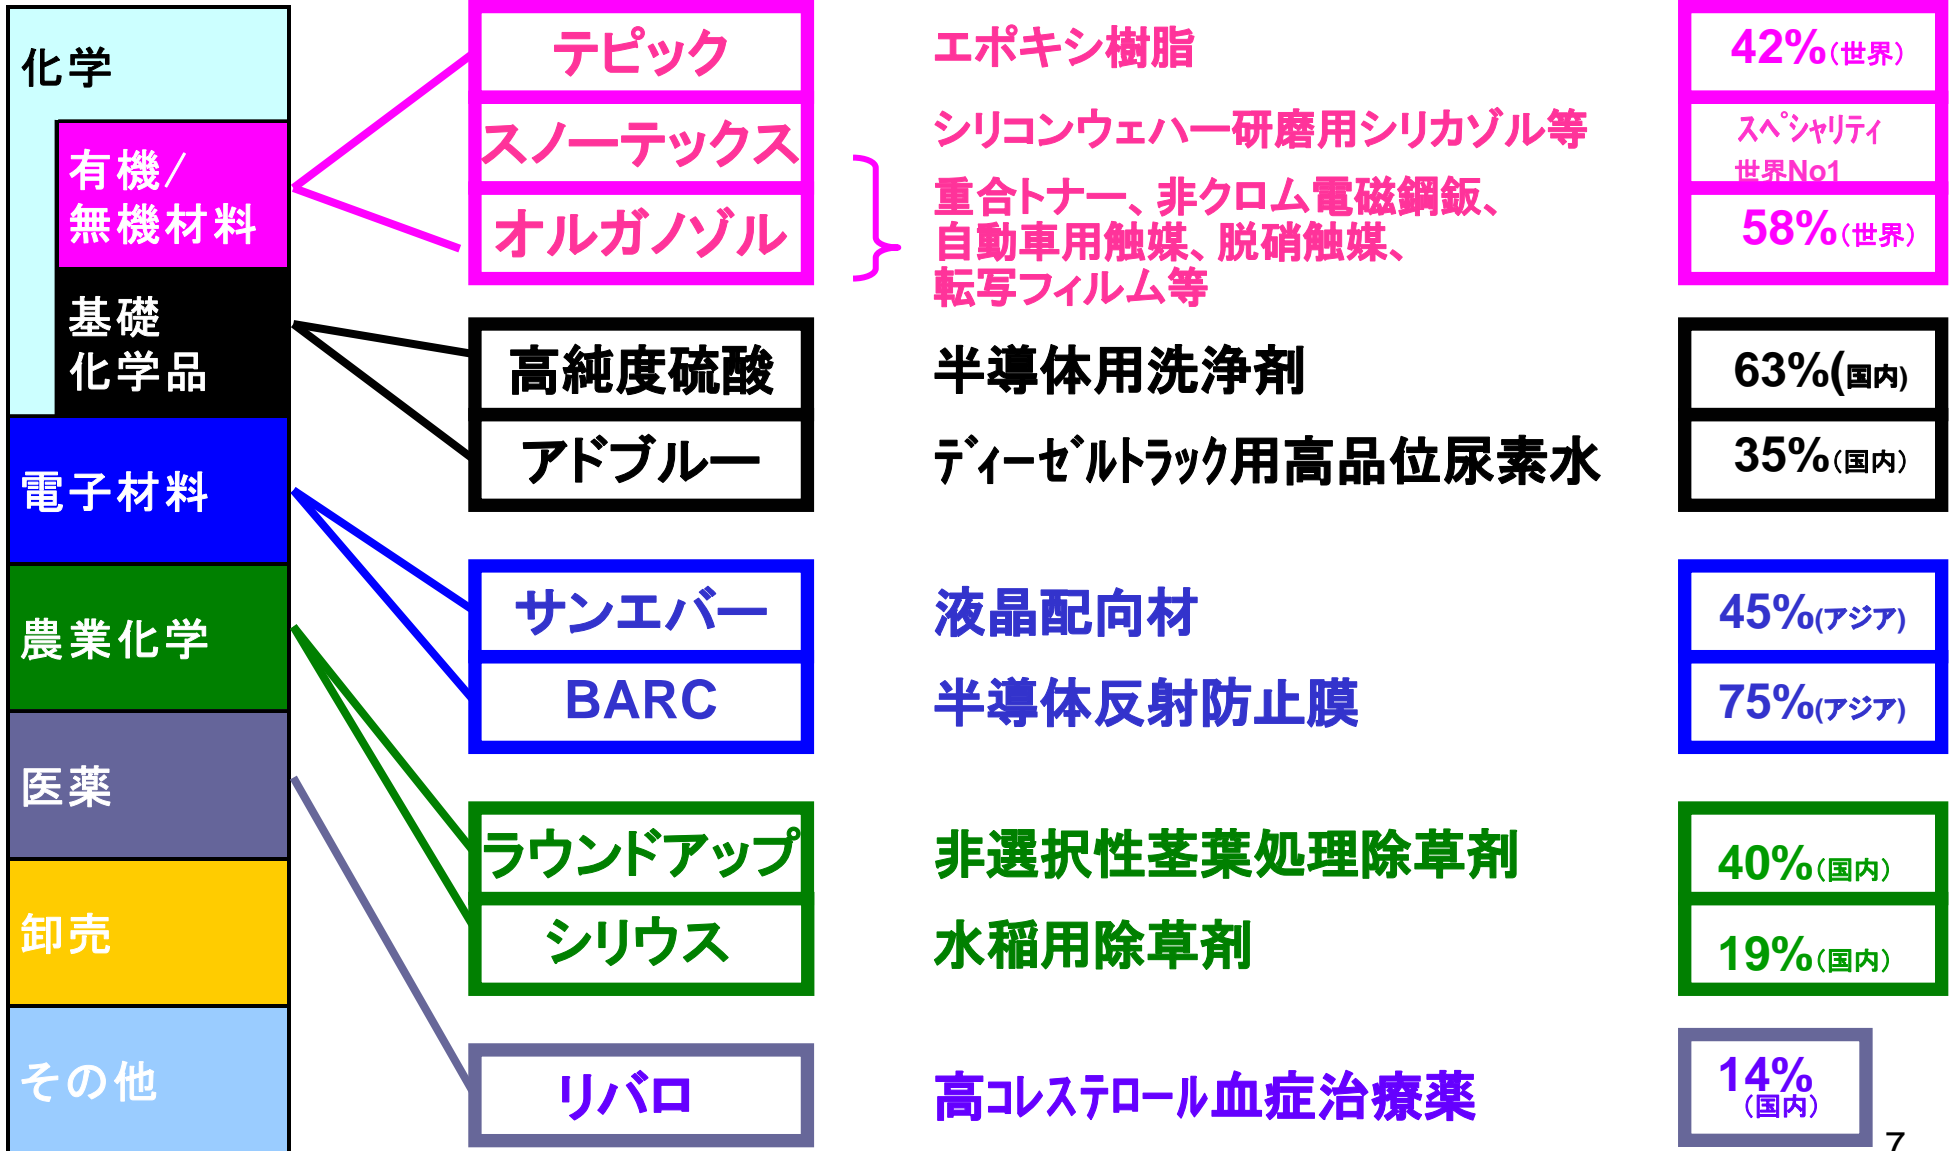 化学
有機/
無機材料
基礎
化学品
電子材料
農業化学
医薬
卸売
その他
テピック
エポキシ樹脂
42%(世界)
スノーテックス
シリコンウェハー研磨用シリカゾル等
スペシャリティ
世界No1
オルガノゾル
重合トナー、非クロム電磁鋼鈑、
自動車用触媒、脱硝触媒、
転写フィルム等
58%(世界)
高純度硫酸
半導体用洗浄剤
63%(国内)
アドブルー
ディーゼルトラック用高品位尿素水
35%(国内)
サンエバー
液晶配向材
45%(アジア)
BARC
半導体反射防止膜
75%(アジア)
ラウンドアップ
非選択性茎葉処理除草剤
40%(国内)
シリウス
水稲用除草剤
19%(国内)
リバロ
高コレステロール血症治療薬
14%
(国内)
7